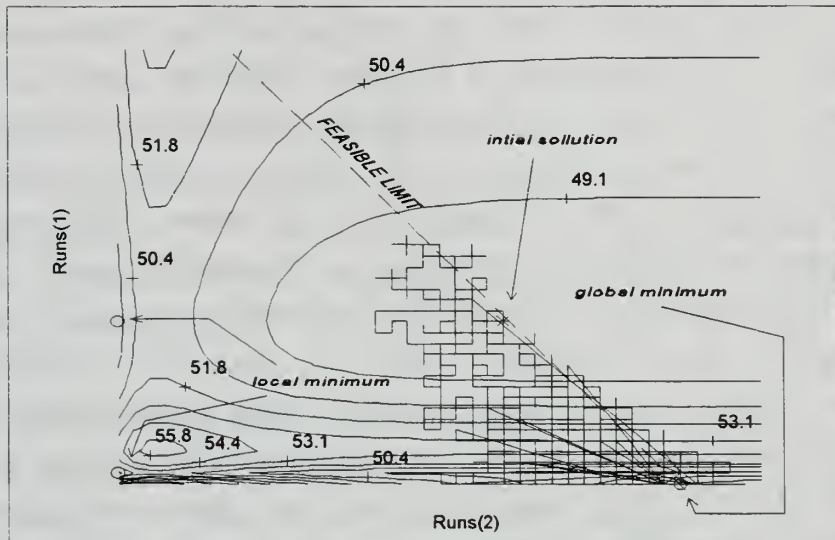 50.4
51.8
FEASIBLE LIMIT
intial sollution
49.1
Runs(1)
50.4
global minimum
51.8
local minimum
55.8
54.4
53.1
50.4
53.1
Runs(2)